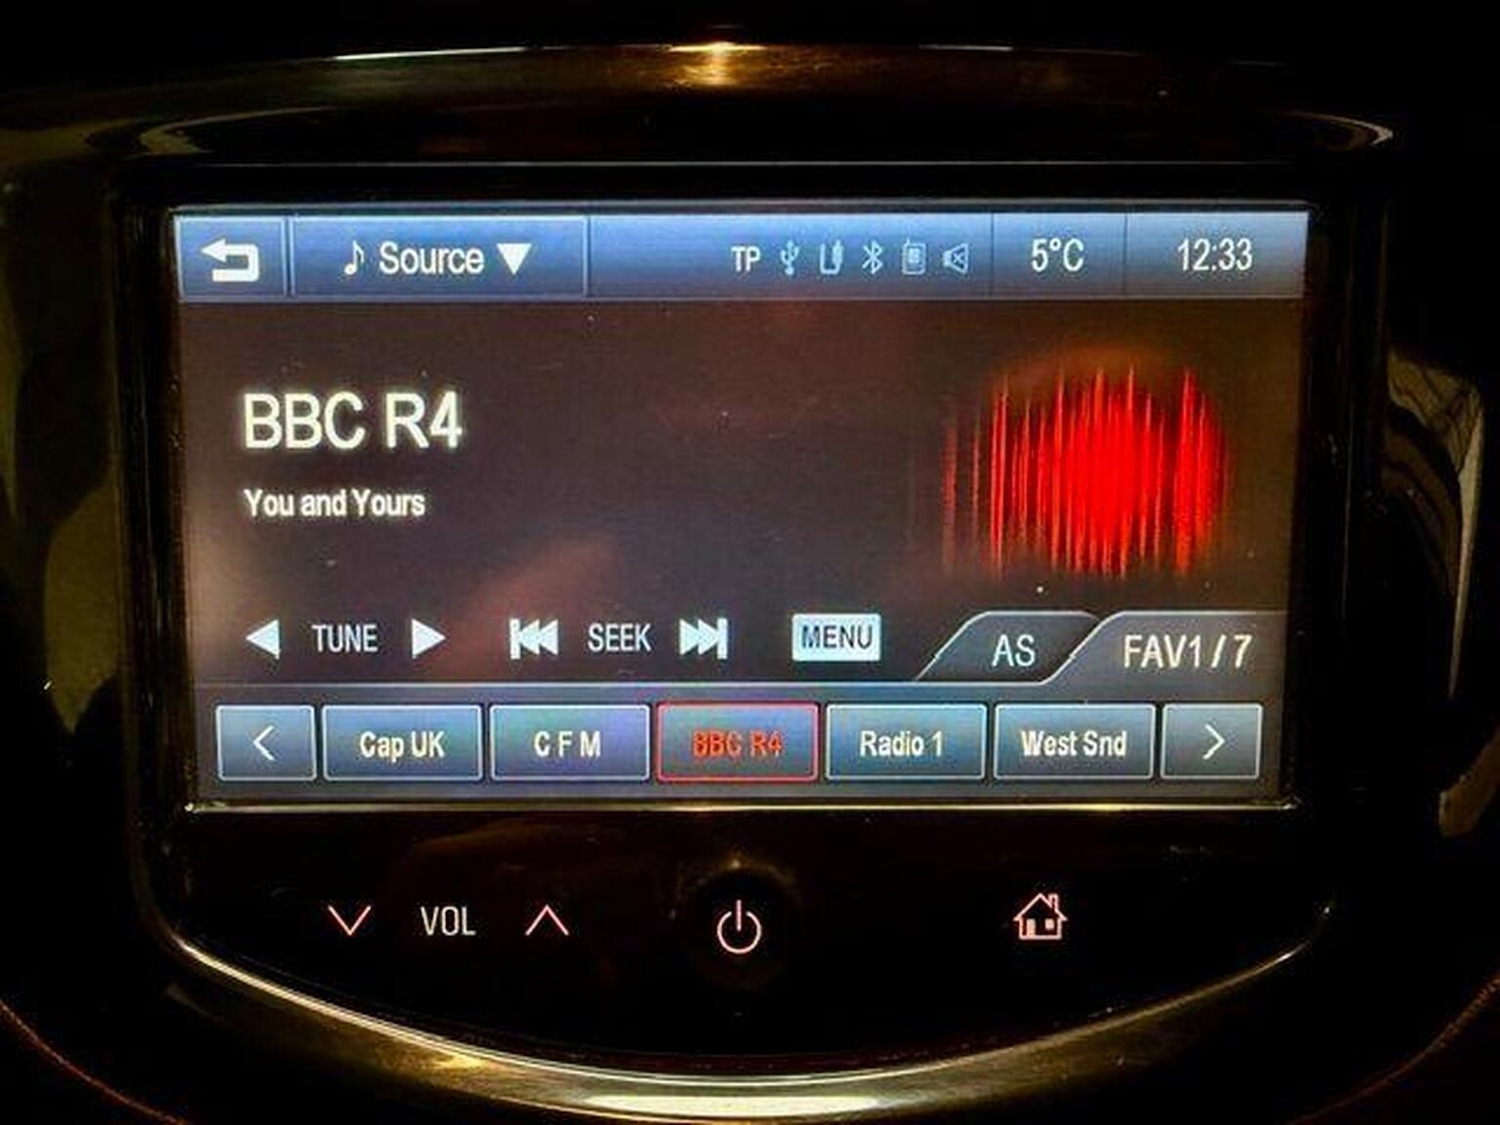 Source TP 5°C 12:33
BBC R4
You and Yours
TUNE SEEK MENU AS FAV1 / 7
Cap UK C F M BBC R4 Radio 1 West Snd
VOL